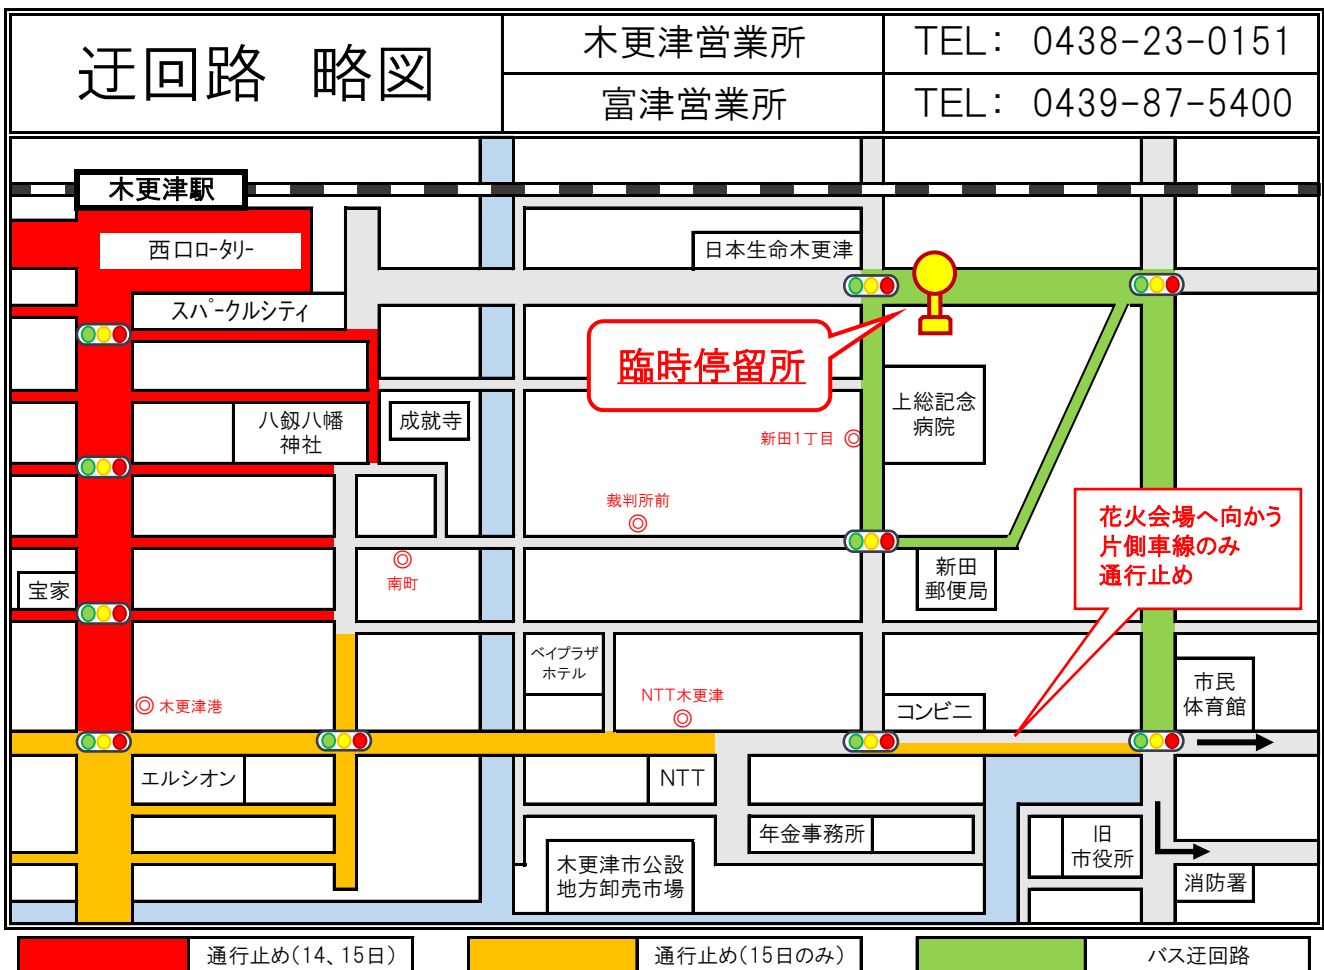 迂回路 略図
木更津営業所 TEL: 0438-23-0151
富津営業所 TEL: 0439-87-5400
木更津駅
西口ロータリー
日本生命木更津
スパークルシティ
臨時停留所
八剱八幡
神社
成就寺
上総記念
病院
新田1丁目
裁判所前
花火会場へ向かう
片側車線のみ
通行止め
南町
宝家
新田
郵便局
ベイプラザ
ホテル
市民
体育館
木更津港
NTT木更津
コンビニ
エルシオン
NTT
年金事務所
旧
市役所
木更津市公設
地方卸売市場
消防署
通行止め(14、15日)
通行止め(15日のみ)
バス迂回路